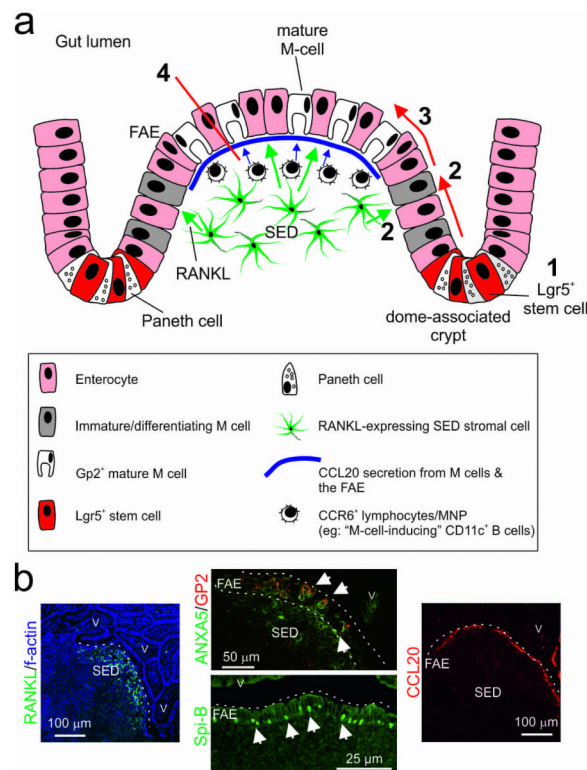 a
Gut lumen
mature
M-cell
4
FAE
3
2
2
SED
RANKL
1
Lgr5⁺
stem cell
Paneth cell
dome-associated
crypt
Enterocyte
Paneth cell
Immature/differentiating M cell
RANKL-expressing SED stromal cell
Gp2⁺ mature M cell
CCL20 secretion from M cells &
the FAE
Lgr5⁺ stem cell
CCR6⁺ lymphocytes/MNP
(eg: “M-cell-inducing” CD11c⁺ B cells)
b
RANKL/f-actin
V
SED
V
100 µm
ANXA5/GP2
FAE
V
SED
50 µm
Spi-B
FAE
25 µm
CCL20
V
FAE
SED
100 µm